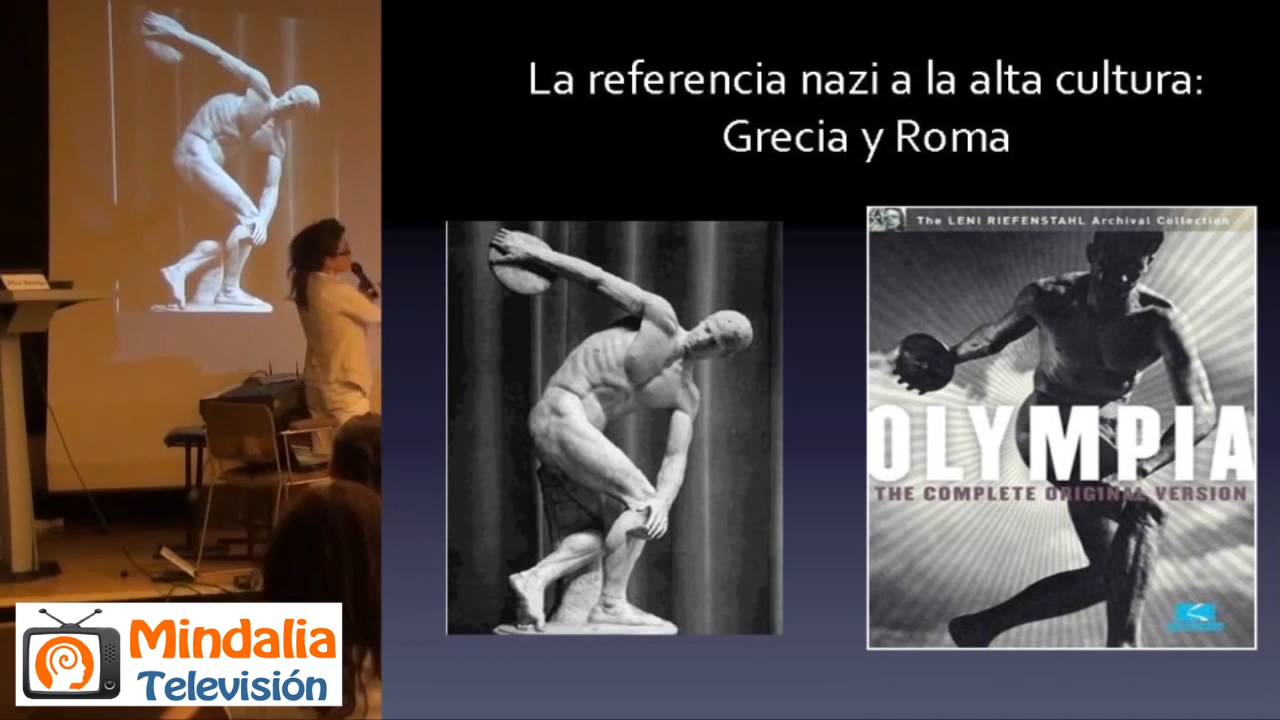 La referencia nazi a la alta cultura:
Grecia y Roma
The LENI RIEFENSTAHL Archival Collection
OLYMPIA
THE COMPLETE ORIGINAL VERSION
Mindalia
Televisión